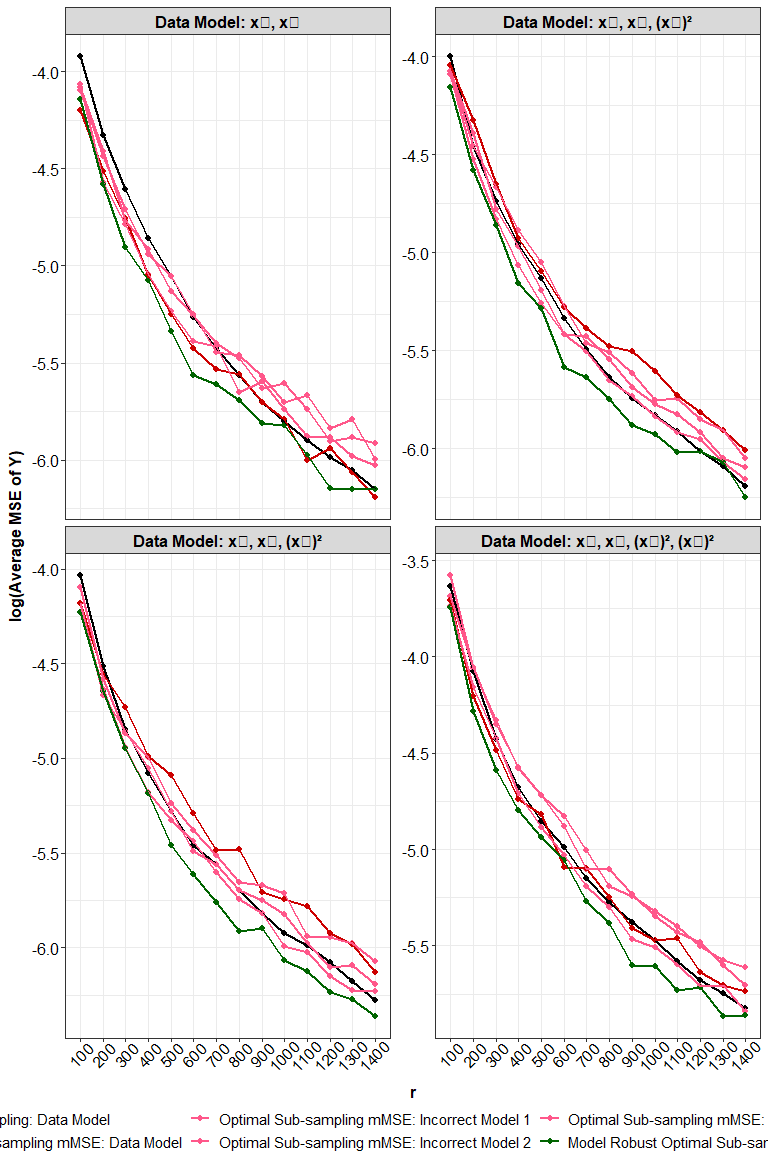 Data Model: x▯, x▯
Data Model: x▯, x▯, (x▯)²
-4.0
-4.5
-5.0
-5.5
-6.0
-4.0
-4.5
-5.0
-5.5
-6.0
Data Model: x▯, x▯, (x▯)²
Data Model: x▯, x▯, (x▯)², (x▯)²
-4.0
-4.5
-5.0
-5.5
-6.0
-3.5
-4.0
-4.5
-5.0
-5.5
log(Average MSE of Y)
100 200 300 400 500 600 700 800 900 1000 1100 1200 1300 1400
100 200 300 400 500 600 700 800 900 1000 1100 1200 1300 1400
r
pling: Data Model
Optimal Sub-sampling mMSE: Incorrect Model 1
Optimal Sub-sampling mMSE:
sampling mMSE: Data Model
Optimal Sub-sampling mMSE: Incorrect Model 2
Model Robust Optimal Sub-sa